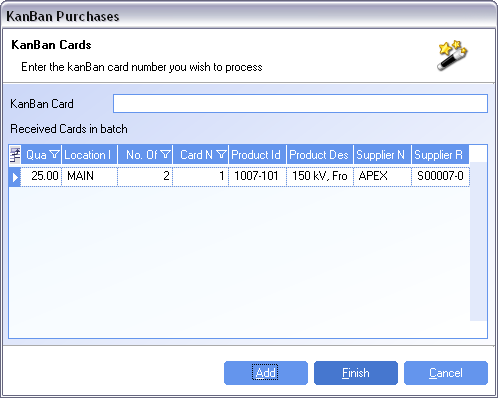 KanBan Purchases
KanBan Cards
Enter the kanBan card number you wish to process
KanBan Card
Received Cards in batch
Qua Location I No. Of Card N Product Id Product Des Supplier N Supplier R
25.00 MAIN 2 1 1007-101 150 kV, Fro APEX S00007-0
Add Finish Cancel